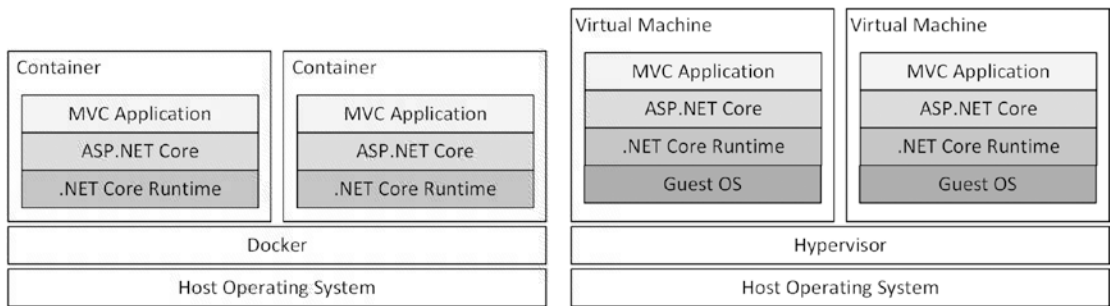 Container
MVC Application
ASP.NET Core
.NET Core Runtime
Container
MVC Application
ASP.NET Core
.NET Core Runtime
Docker
Host Operating System
Virtual Machine
MVC Application
ASP.NET Core
.NET Core Runtime
Guest OS
Virtual Machine
MVC Application
ASP.NET Core
.NET Core Runtime
Guest OS
Hypervisor
Host Operating System